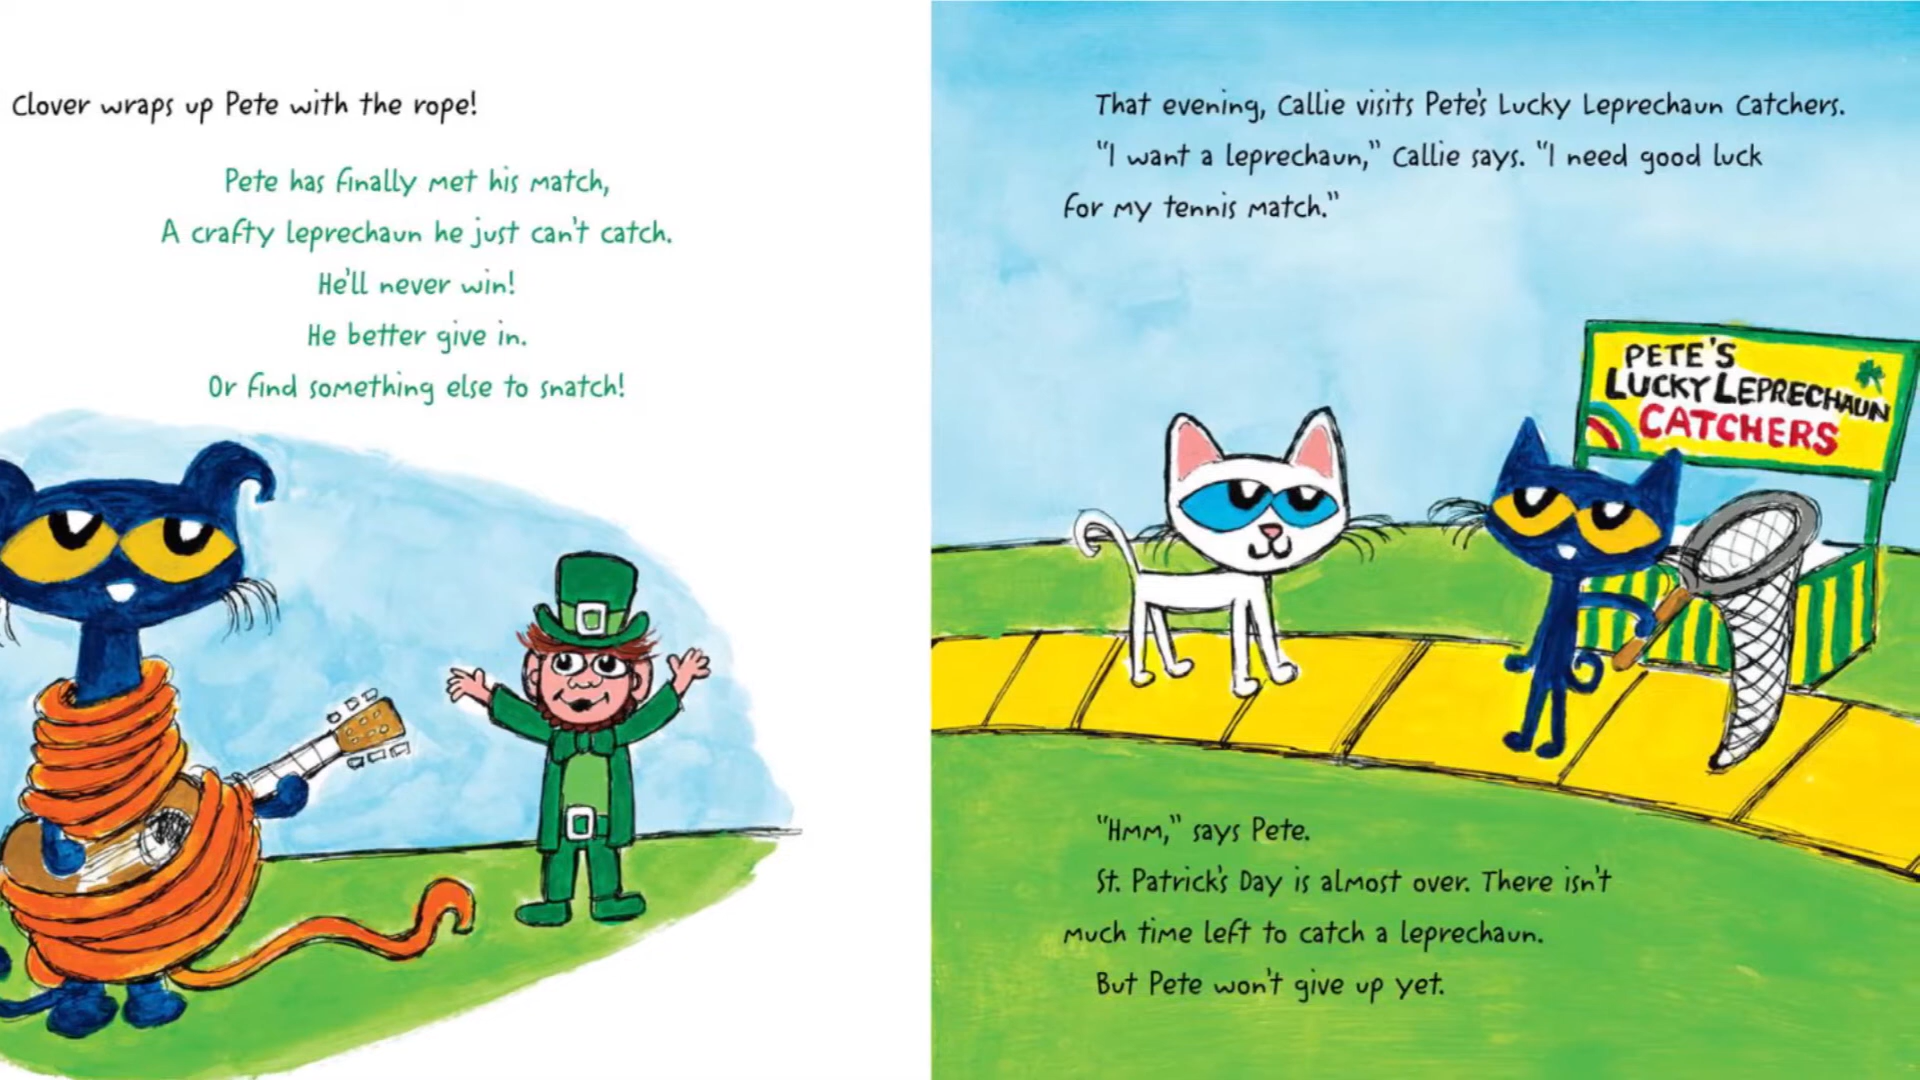 Clover wraps up Pete with the rope!
Pete has finally met his match,
A crafty leprechaun he just can't catch.
He'll never win!
He better give in.
Or find something else to snatch!
That evening, Callie visits Pete's Lucky Leprechaun Catchers.
"I want a leprechaun," Callie says. "I need good luck
for my tennis match."
PETE'S
LUCKY LEPRECHAUN
CATCHERS
"Hmm," says Pete.
St. Patrick's Day is almost over. There isn't
much time left to catch a leprechaun.
But Pete won't give up yet.